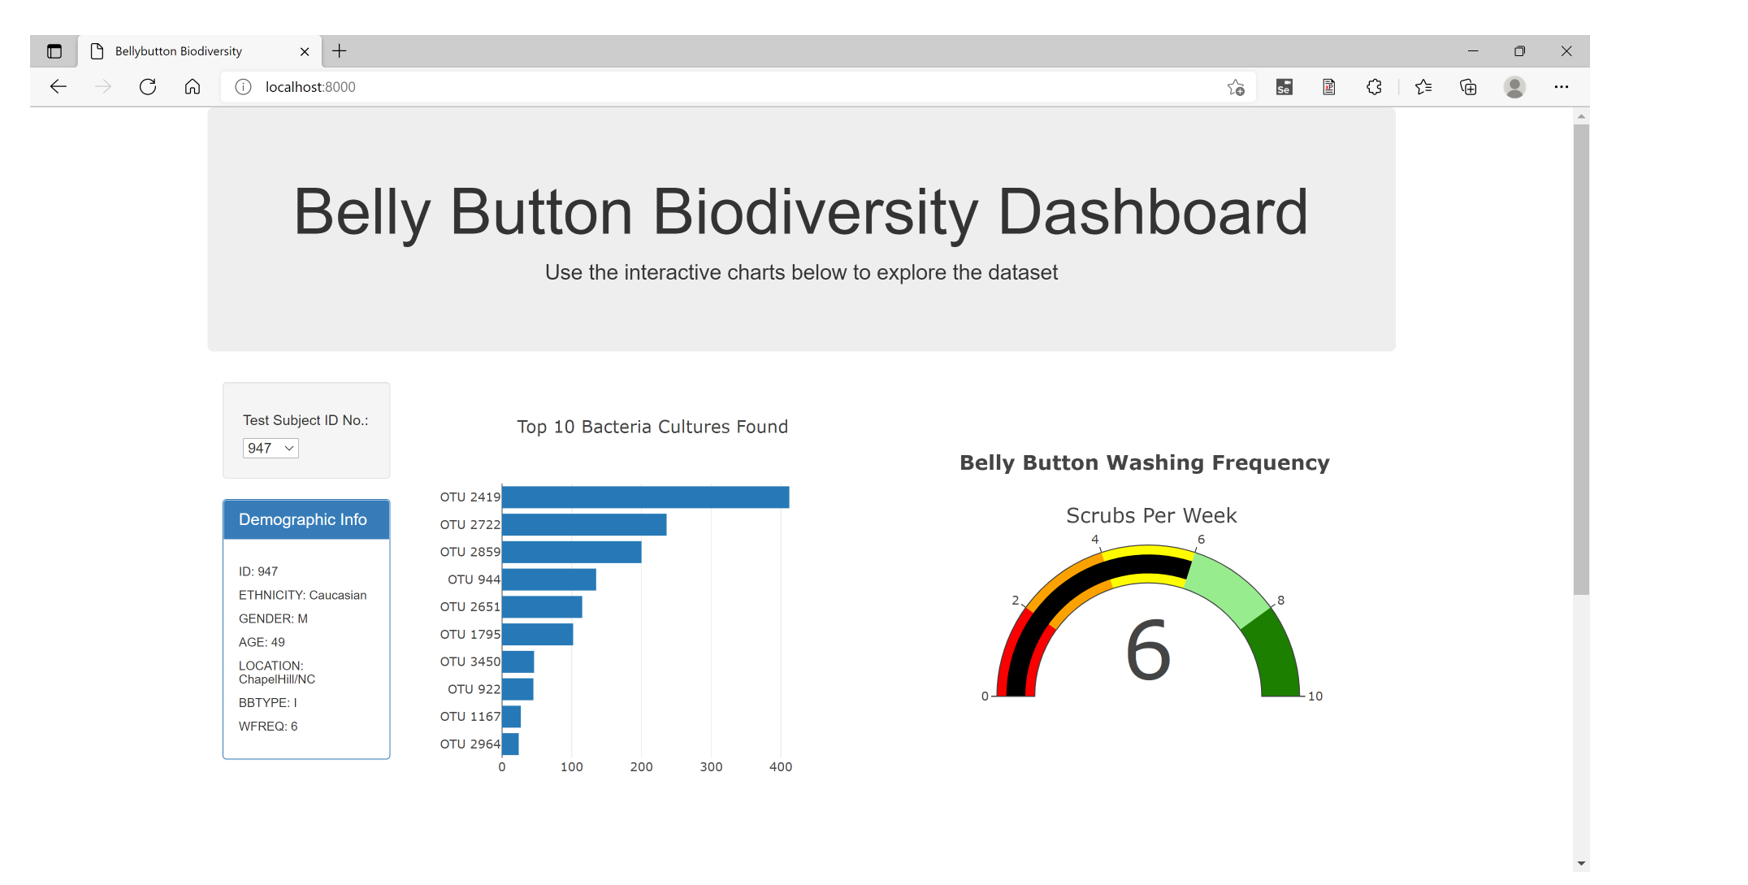 Bellybutton Biodiversity
localhost:8000
Se
Belly Button Biodiversity Dashboard
Use the interactive charts below to explore the dataset
Test Subject ID No.:
947
Demographic Info
ID: 947
ETHNICITY: Caucasian
GENDER: M
AGE: 49
LOCATION:
ChapelHill/NC
BBTYPE: I
WFREQ: 6
Top 10 Bacteria Cultures Found
OTU 2419
OTU 2722
OTU 2859
OTU 944
OTU 2651
OTU 1795
OTU 3450
OTU 922
OTU 1167
OTU 2964
0 100 200 300 400
Belly Button Washing Frequency
Scrubs Per Week
4 6
2 8
6
0 10